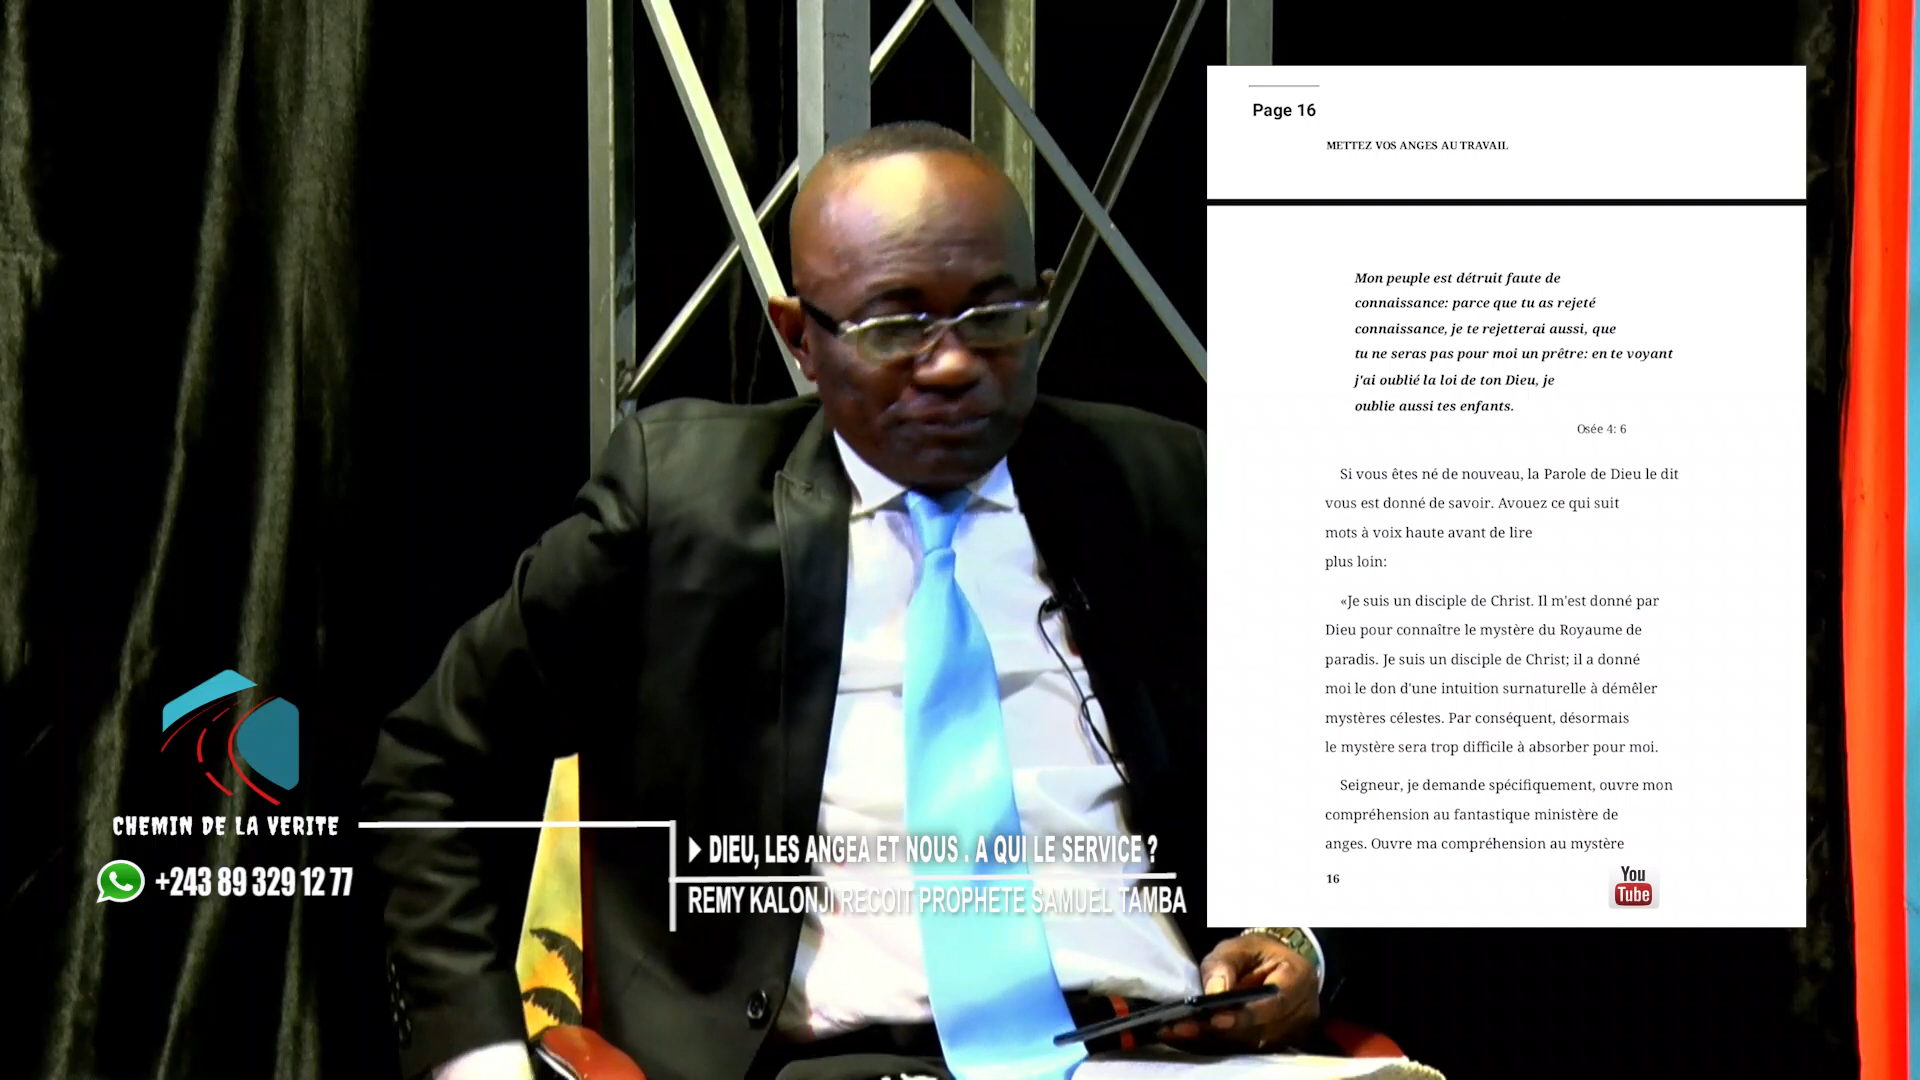 Page 16
METTEZ VOS ANGES AU TRAVAIL
Mon peuple est détruit faute de
connaissance: parce que tu as rejeté
connaissance, je te rejetterai aussi, que
tu ne seras pas pour moi un prêtre: en te voyant
j'ai oublié la loi de ton Dieu, je
oublie aussi tes enfants.
Osée 4: 6
Si vous êtes né de nouveau, la Parole de Dieu le dit
vous est donné de savoir. Avouez ce qui suit
mots à voix haute avant de lire
plus loin:
«Je suis un disciple de Christ. Il m'est donné par
Dieu pour connaître le mystère du Royaume de
paradis. Je suis un disciple de Christ; il a donné
moi le don d'une intuition surnaturelle à démêler
mystères célestes. Par conséquent, désormais
le mystère sera trop difficile à absorber pour moi.
Seigneur, je demande spécifiquement, ouvre mon
compréhension au fantastique ministère de
anges. Ouvre ma compréhension au mystère
16
You
Tube
CHEMIN DE LA VERITE
+243 89 329 12 77
DIEU, LES ANGEA ET NOUS . A QUI LE SERVICE ?
REMY KALONJI RECOIT PROPHETE SAMUEL TAMBA